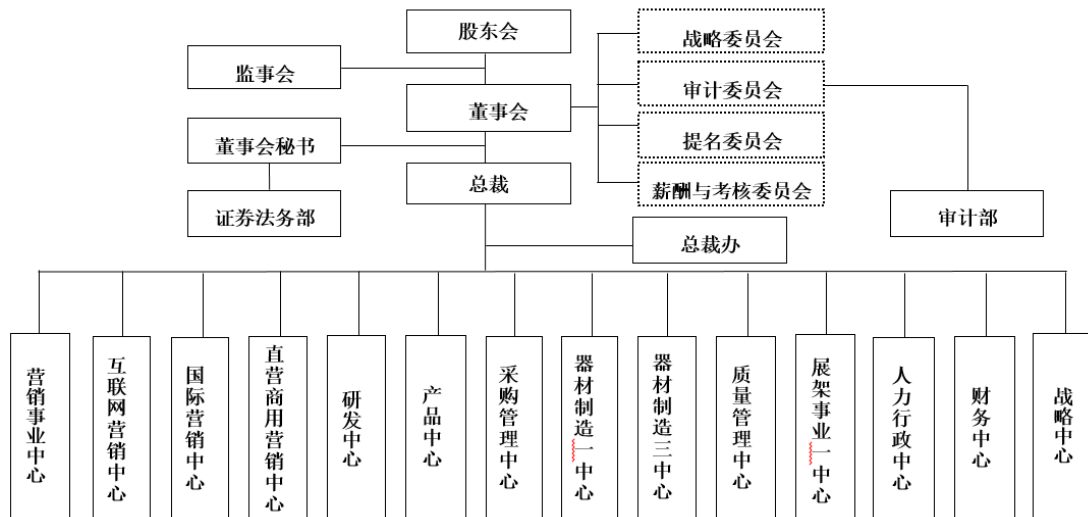 股东会
战略委员会
监事会
审计委员会
董事会
提名委员会
董事会秘书
总裁
薪酬与考核委员会
证券法务部
审计部
总裁办
营销事业中心
互联网营销中心
国际营销中心
直营商用营销中心
研发中心
产品中心
采购管理中心
器材制造一中心
器材制造三中心
质量管理中心
展架事业一中心
人力行政中心
财务中心
战略中心